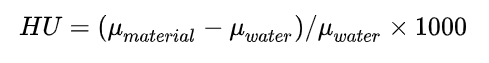 HU = (μ_material − μ_water)/μ_water × 1000